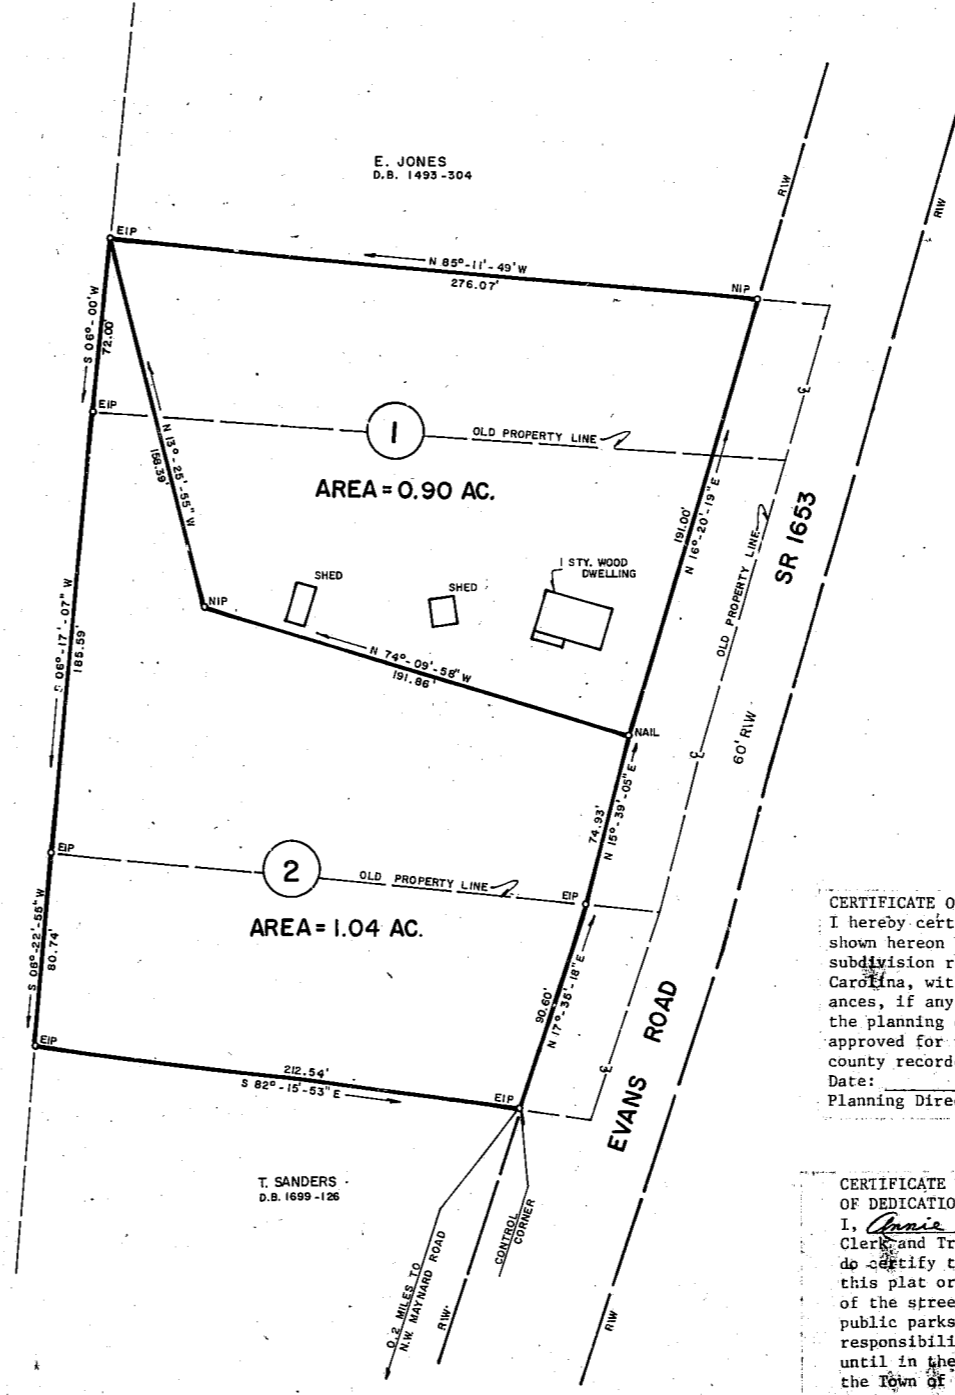 E. JONES
D.B. 1493-304
R\W
R\W
EIP
N 85°-11'-49"W
276.07'
NIP
S 06°-00'W
72.00'
EIP
1
OLD PROPERTY LINE
AREA = 0.90 AC.
N 13°-25'-55" W
158.39'
191.00'
N 16°-20'-19"E
OLD PROPERTY LINE
SR 1653
SHED
SHED
1 STY. WOOD
DWELLING
NIP
N 74°-09'-58"W
191.86'
S 06°-17'-07" W
185.59'
NAIL
60' R\W
74.93'
N 15°-39'-05"E
EIP
2
OLD PROPERTY LINE
EIP
AREA = 1.04 AC.
S 06°-22'-55"W
80.74'
90.60'
N 17°-35'-18"E
EIP
212.54'
S 82°-15'-53"E
EIP
EVANS ROAD
T. SANDERS
D.B. 1699-126
CONTROL
CORNER
0.2 MILES TO
N.W. MAYNARD ROAD
R\W
R\W
CERTIFICATE O
I hereby cert
shown hereon
subdivision r
Carolina, wit
ances, if any
the planning
approved for
county record
Date:
Planning Dire
CERTIFICATE
OF DEDICATIO
I, Annie
Clerk and Tr
do certify t
this plat or
of the stree
public parks
responsibili
until in the
the Town of